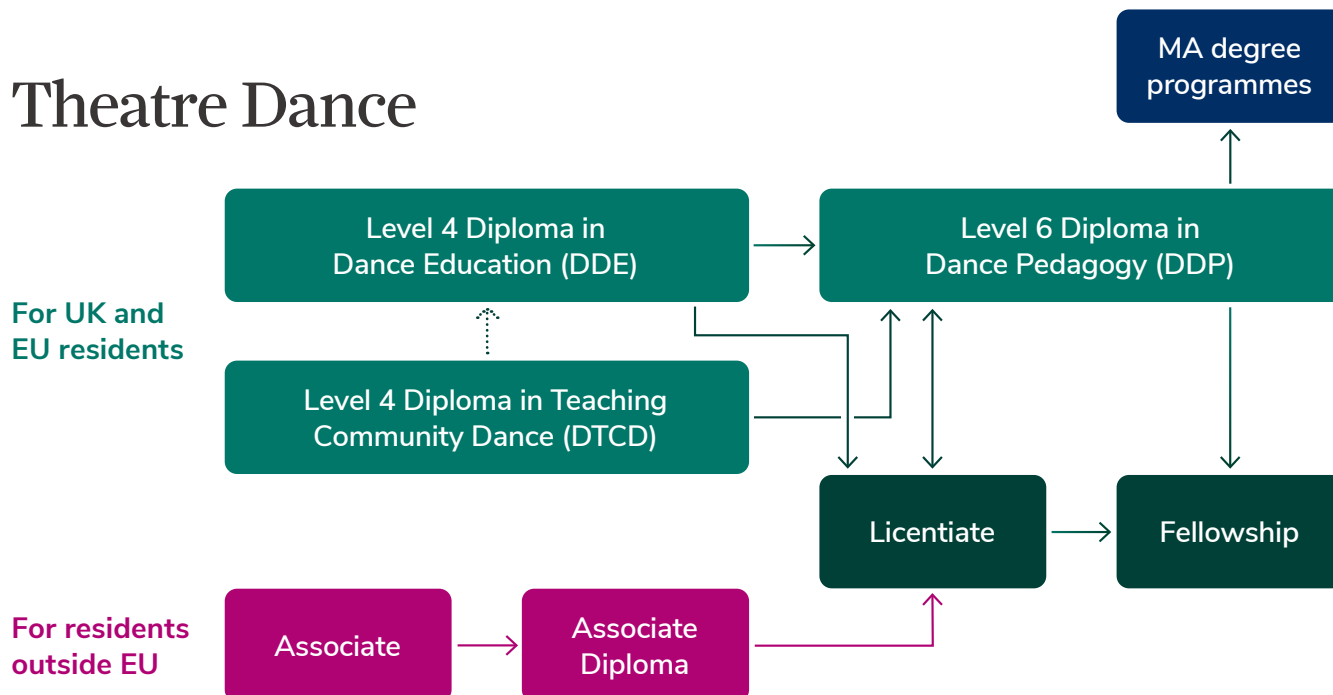 MA degree
programmes
Theatre Dance
Level 4 Diploma in
Dance Education (DDE)
Level 6 Diploma in
Dance Pedagogy (DDP)
For UK and
EU residents
Level 4 Diploma in Teaching
Community Dance (DTCD)
Licentiate
Fellowship
For residents
outside EU
Associate
Associate
Diploma